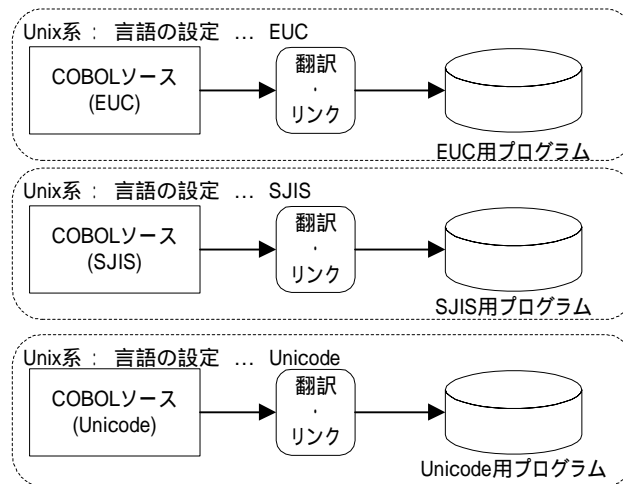 Unix系： 言語の設定 … EUC
COBOLソース
(EUC)
翻訳
・
リンク
EUC用プログラム
Unix系： 言語の設定 … SJIS
COBOLソース
(SJIS)
翻訳
・
リンク
SJIS用プログラム
Unix系： 言語の設定 … Unicode
COBOLソース
(Unicode)
翻訳
・
リンク
Unicode用プログラム